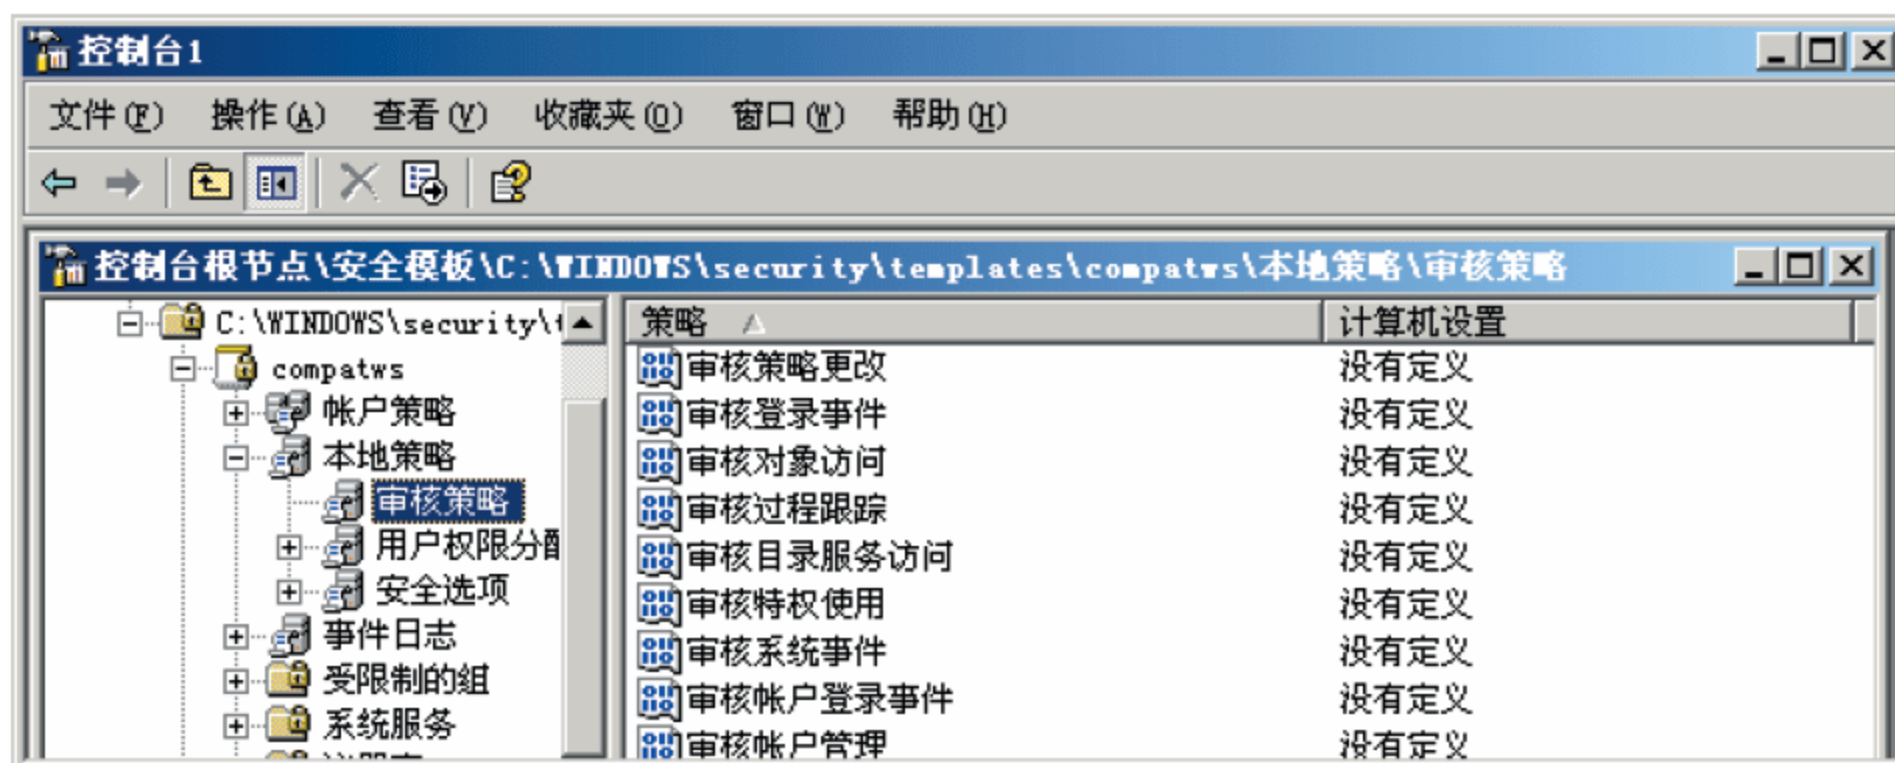 控制台1
文件(F) 操作(A) 查看(V) 收藏夹(O) 窗口(W) 帮助(H)
控制台根节点\安全模板\C:\WINDOWS\security\templates\compatws\本地策略\审核策略
C:\WINDOWS\security\t
compatws
帐户策略
本地策略
审核策略
用户权限分配
安全选项
事件日志
受限制的组
系统服务
策略 计算机设置
审核策略更改 没有定义
审核登录事件 没有定义
审核对象访问 没有定义
审核过程跟踪 没有定义
审核目录服务访问 没有定义
审核特权使用 没有定义
审核系统事件 没有定义
审核帐户登录事件 没有定义
审核帐户管理 没有定义